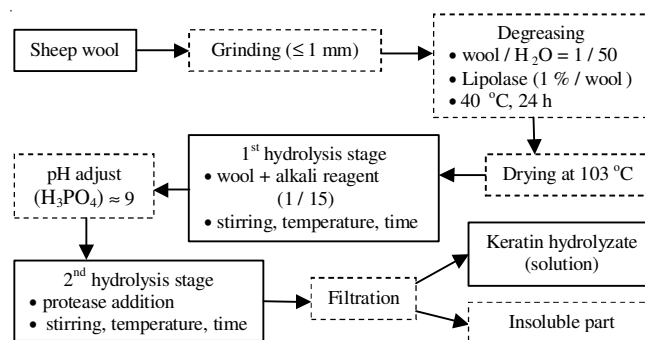 Sheep wool
Grinding (≤ 1 mm)
Degreasing
• wool / H₂O = 1 / 50
• Lipolase (1 % / wool)
• 40 °C, 24 h
Drying at 103 °C
1ˢᵗ hydrolysis stage
• wool + alkali reagent
(1 / 15)
• stirring, temperature, time
pH adjust
(H₃PO₄) ≈ 9
2ⁿᵈ hydrolysis stage
• protease addition
• stirring, temperature, time
Filtration
Keratin hydrolyzate
(solution)
Insoluble part